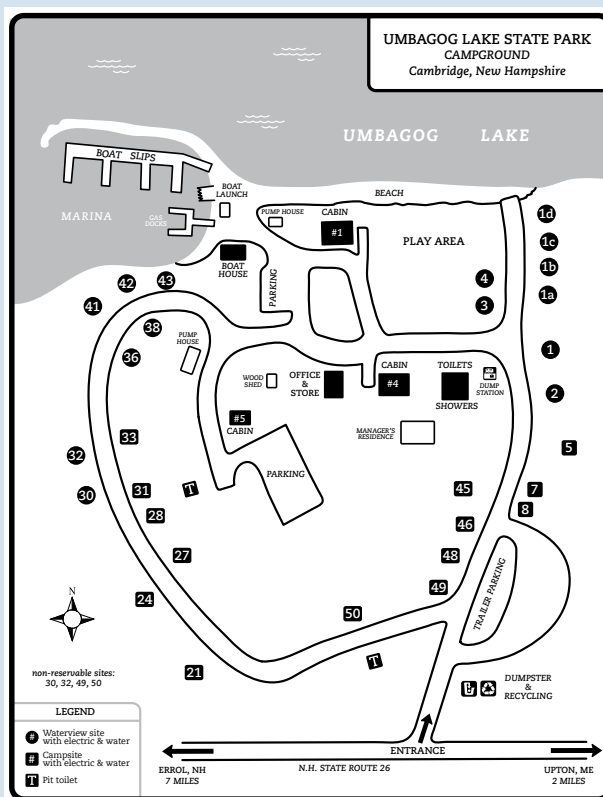 UMBAGOG LAKE STATE PARK
CAMPGROUND
Cambridge, New Hampshire
UMBAGOG LAKE
BOAT SLIPS
BOAT
LAUNCH
MARINA
GAS
DOCKS
BEACH
PUMP HOUSE
CABIN
#1
PLAY AREA
BOAT
HOUSE
PARKING
1d
1c
1b
1a
4
3
43
42
41
38
36
PUMP
HOUSE
WOOD
SHED
OFFICE
&
STORE
CABIN
#4
TOILETS
SHOWERS
DUMP
STATION
1
2
#5
CABIN
MANAGER'S
RESIDENCE
PARKING
33
32
31
30
28
27
24
21
T
5
7
8
45
46
48
49
50
T
TRAILER PARKING
DUMPSTER
&
RECYCLING
N
non-reservable sites:
30, 32, 49, 50
LEGEND
# Waterview site
with electric & water
# Campsite
with electric & water
T Pit toilet
ENTRANCE
ERROL, NH
7 MILES
N.H. STATE ROUTE 26
UPTON, ME
2 MILES